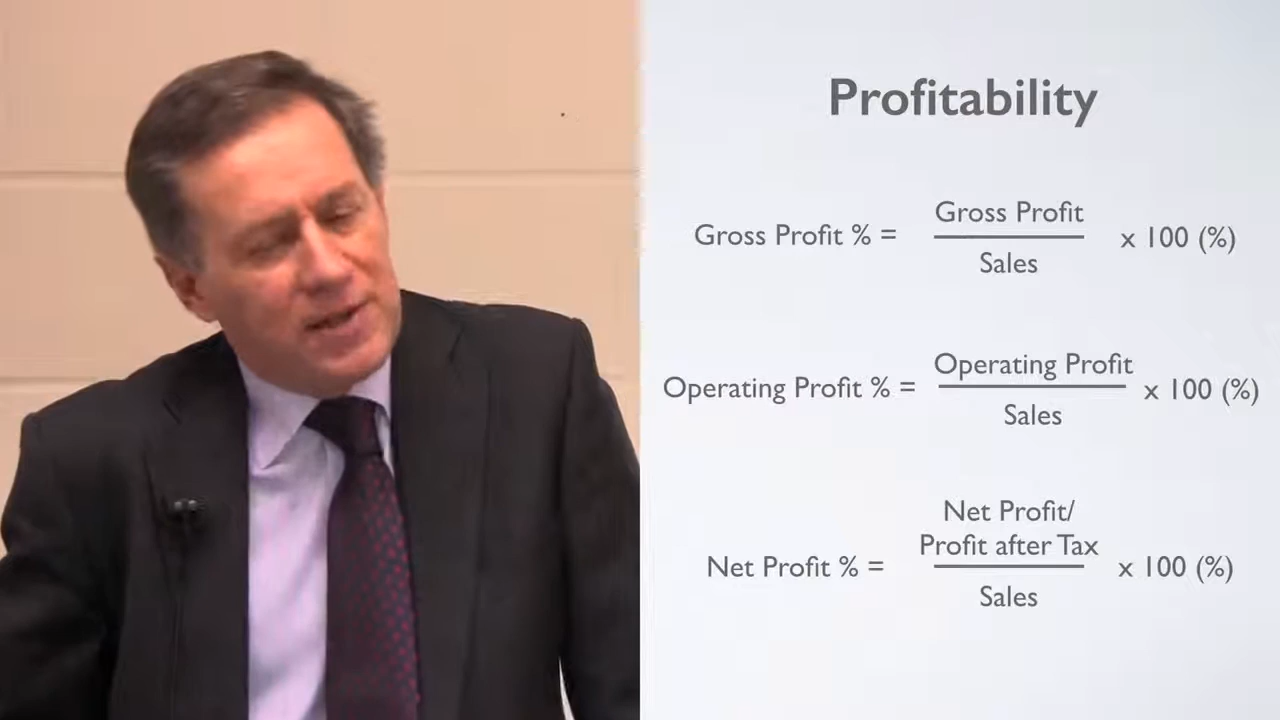 Profitability
Gross Profit % = Gross Profit
Sales x 100 (%)
Operating Profit % = Operating Profit
Sales x 100 (%)
Net Profit % = Net Profit/
Profit after Tax
Sales x 100 (%)